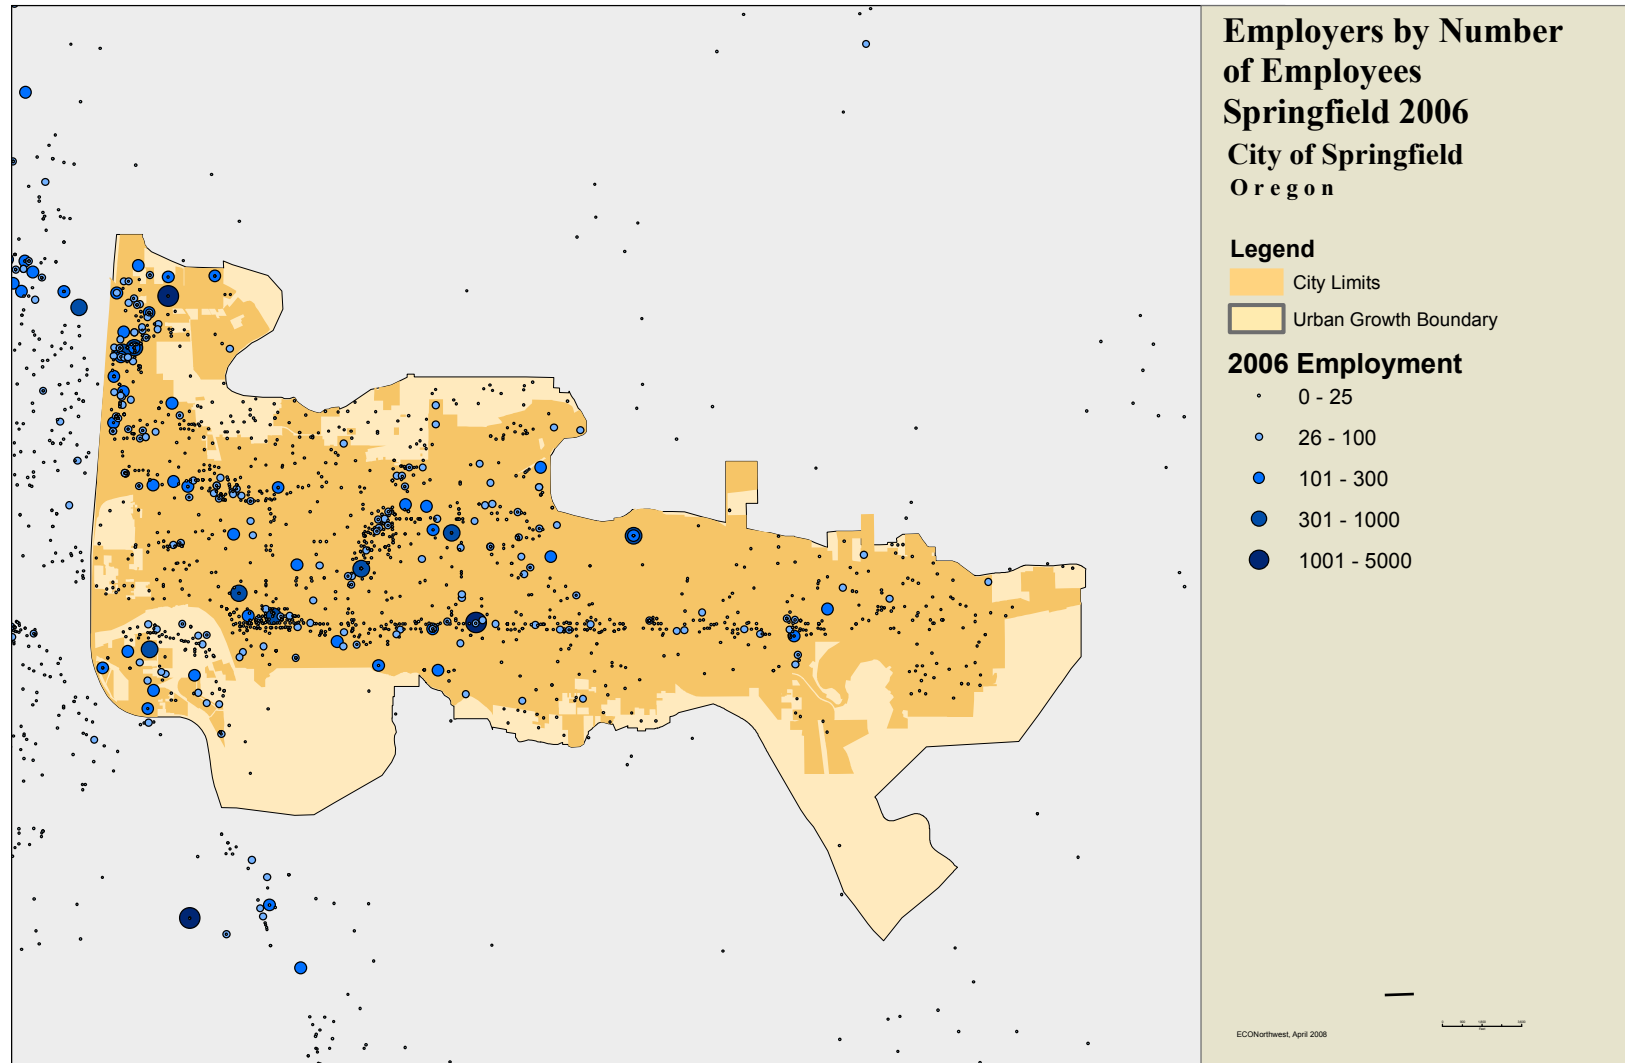 Employers by Number
of Employees
Springfield 2006
City of Springfield
Oregon
Legend
City Limits
Urban Growth Boundary
2006 Employment
0 - 25
26 - 100
101 - 300
301 - 1000
1001 - 5000
ECONorthwest, April 2008